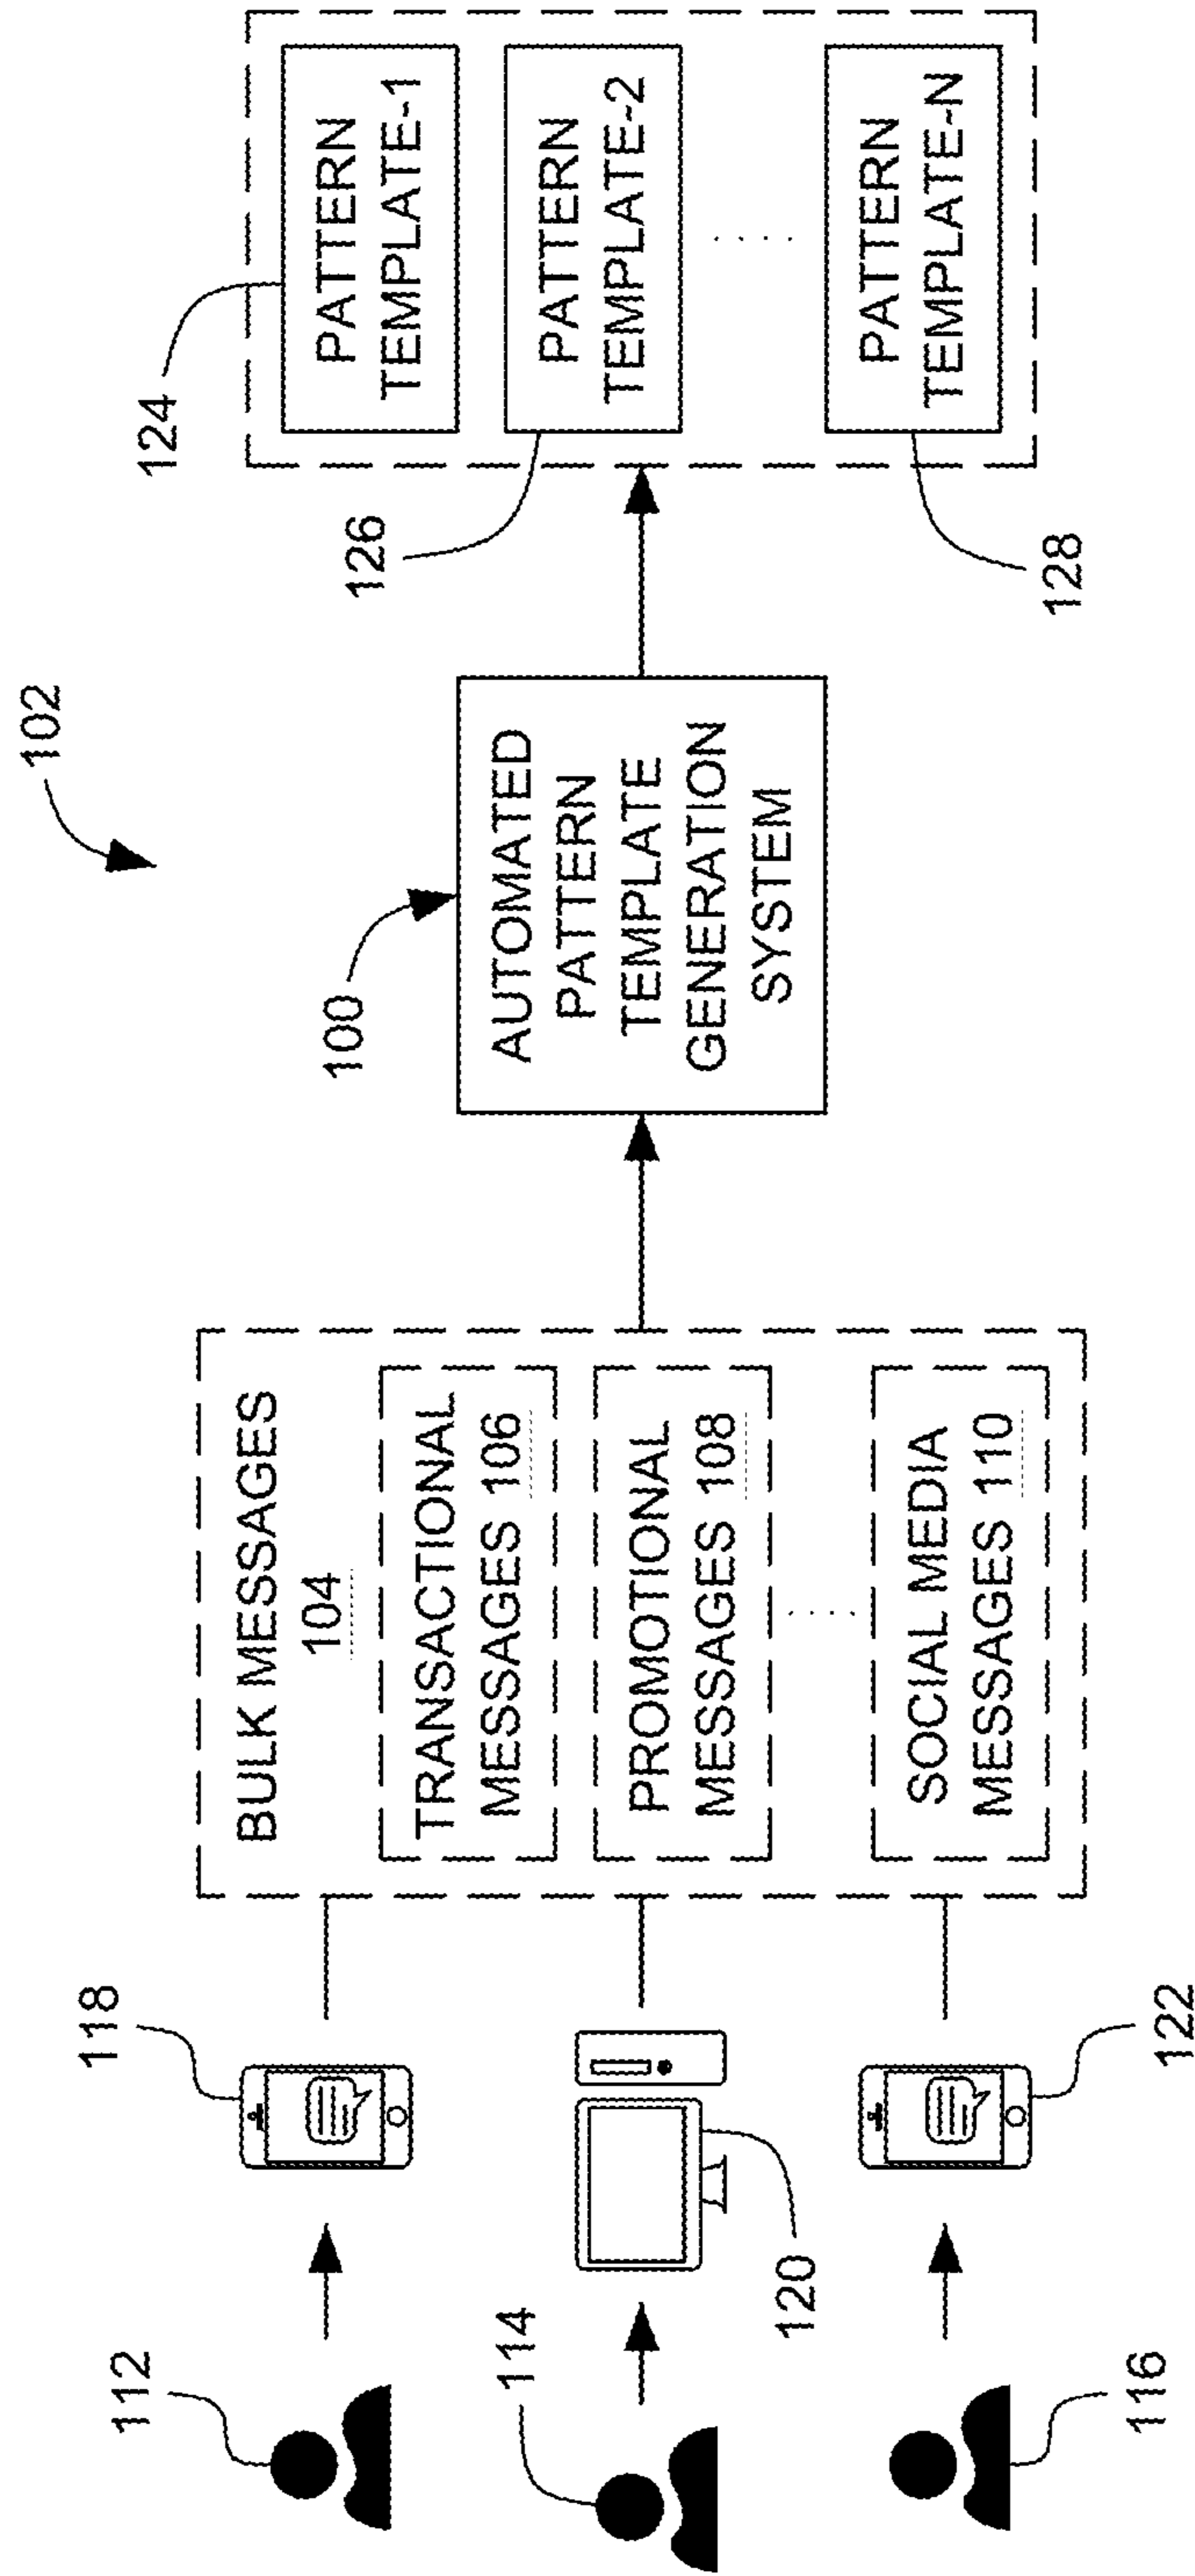 102
112
118
BULK MESSAGES
104
TRANSACTIONAL
MESSAGES 106
PROMOTIONAL
MESSAGES 108
SOCIAL MEDIA
MESSAGES 110
114
120
116
122
100
AUTOMATED
PATTERN
TEMPLATE
GENERATION
SYSTEM
124
PATTERN
TEMPLATE-1
126
PATTERN
TEMPLATE-2
128
PATTERN
TEMPLATE-N